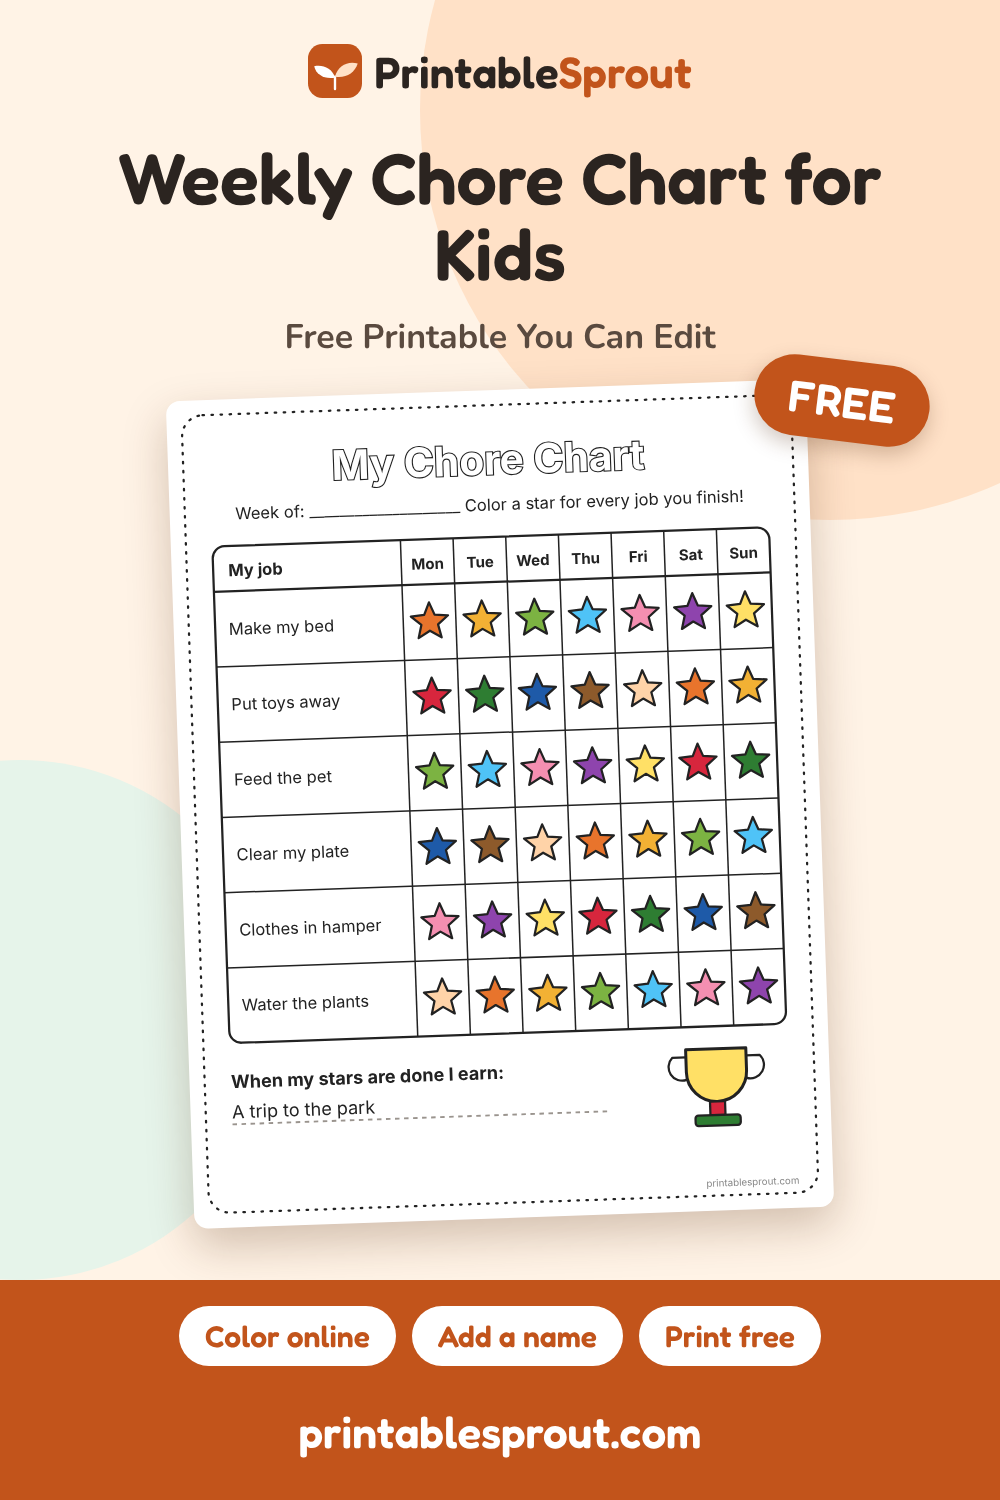 PrintableSprout
Weekly Chore Chart for
Kids
Free Printable You Can Edit
FREE
My Chore Chart
Week of: __________________ Color a star for every job you finish!
My job Mon Tue Wed Thu Fri Sat Sun
Make my bed
Put toys away
Feed the pet
Clear my plate
Clothes in hamper
Water the plants
When my stars are done I earn:
A trip to the park
printablesprout.com
Color online Add a name Print free
printablesprout.com